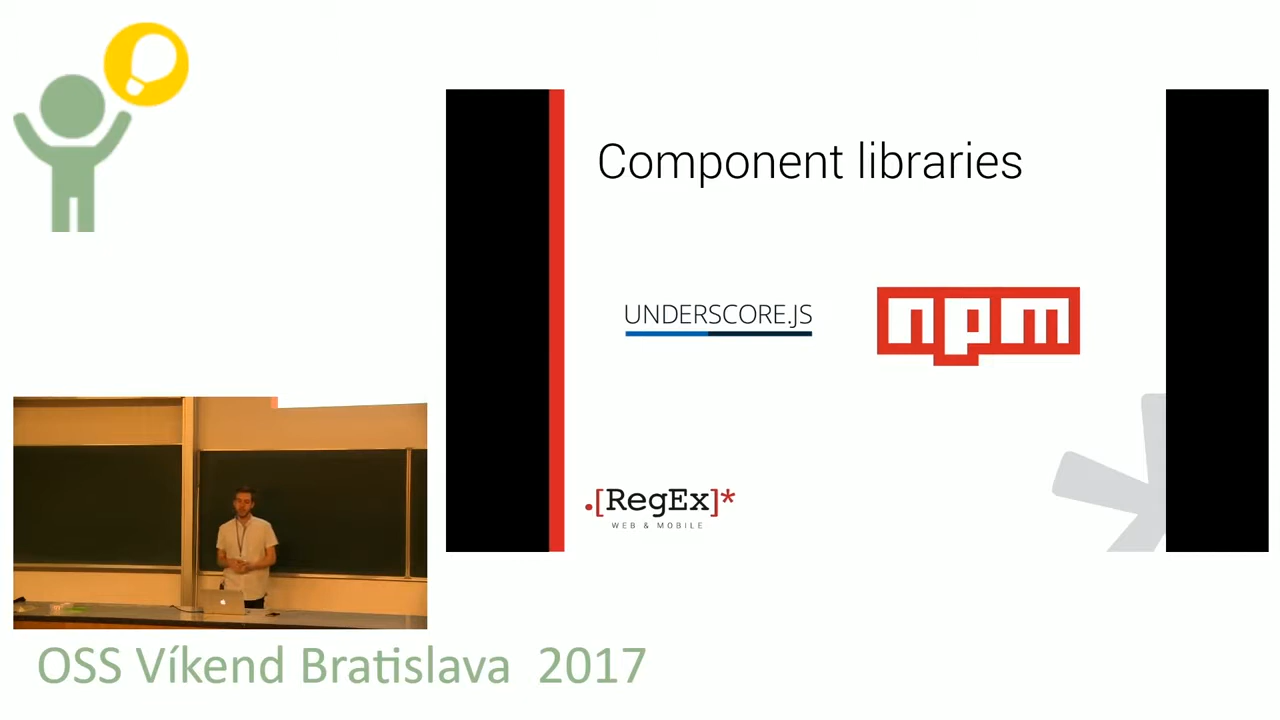 Component libraries
UNDERSCORE.JS
npm
.[RegEx]*
WEB & MOBILE
OSS Víkend Bratislava 2017